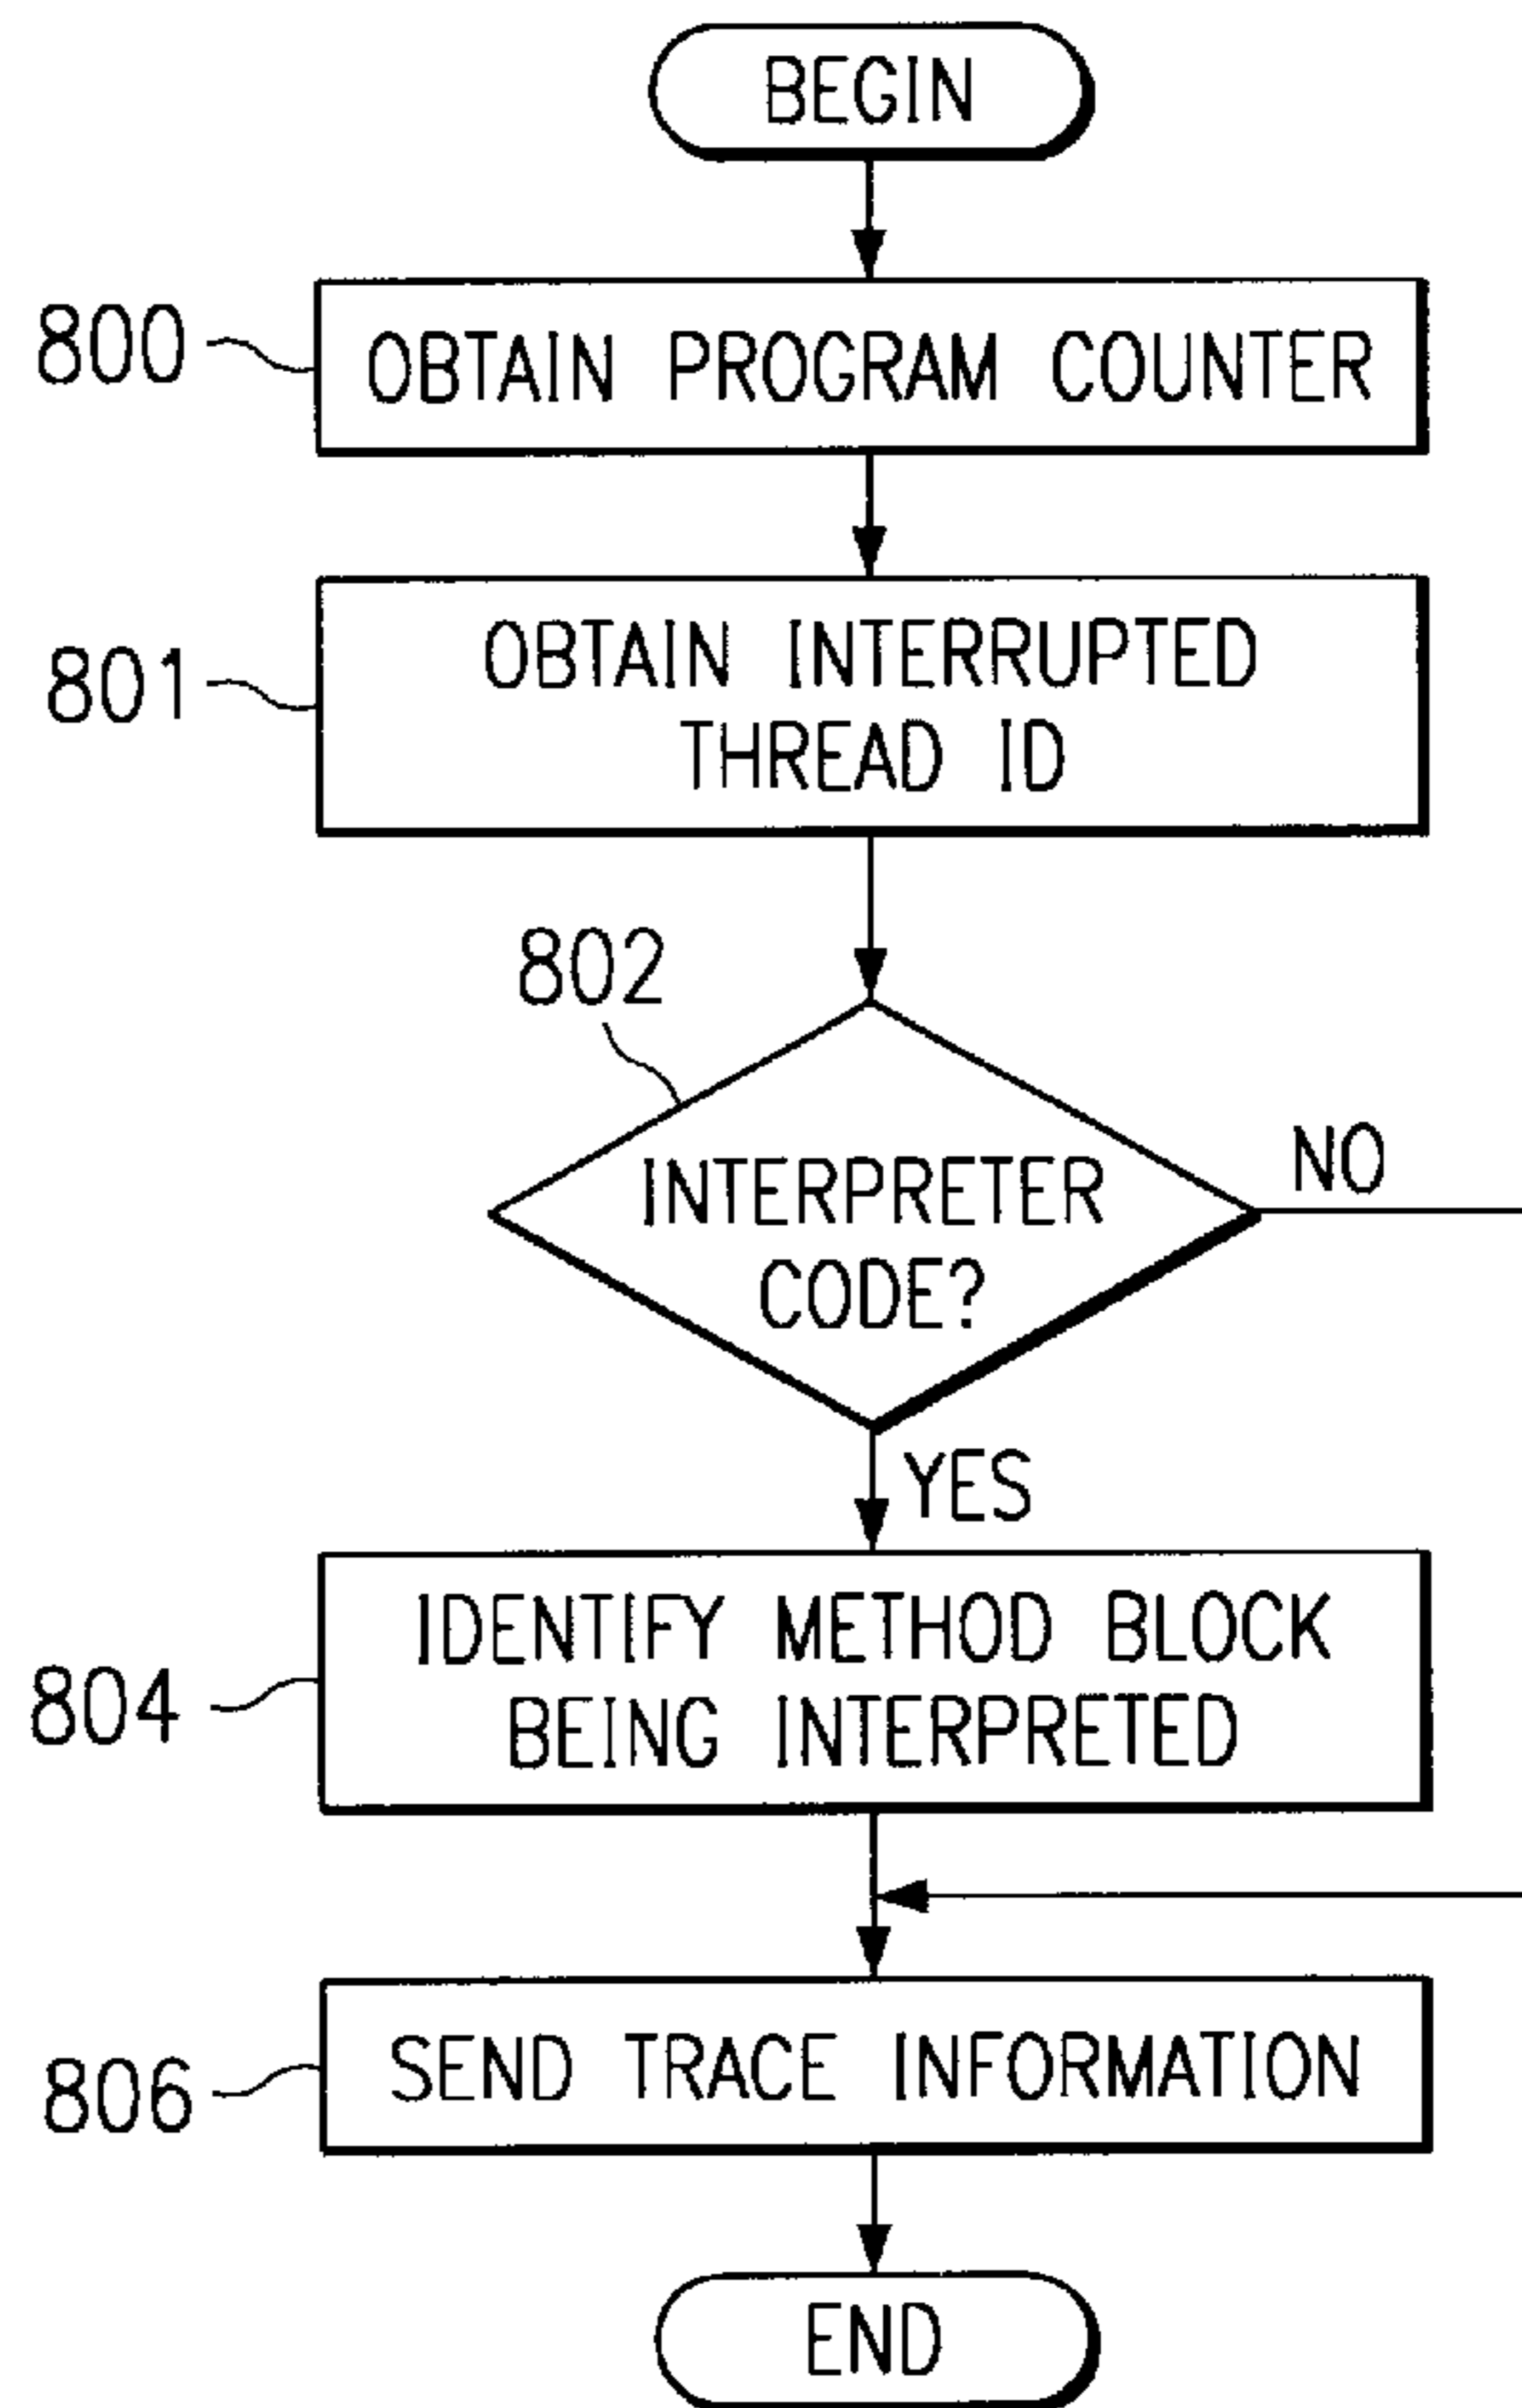 BEGIN
800
OBTAIN PROGRAM COUNTER
801
OBTAIN INTERRUPTED
THREAD ID
802
INTERPRETER
CODE?
NO
YES
804
IDENTIFY METHOD BLOCK
BEING INTERPRETED
806
SEND TRACE INFORMATION
END